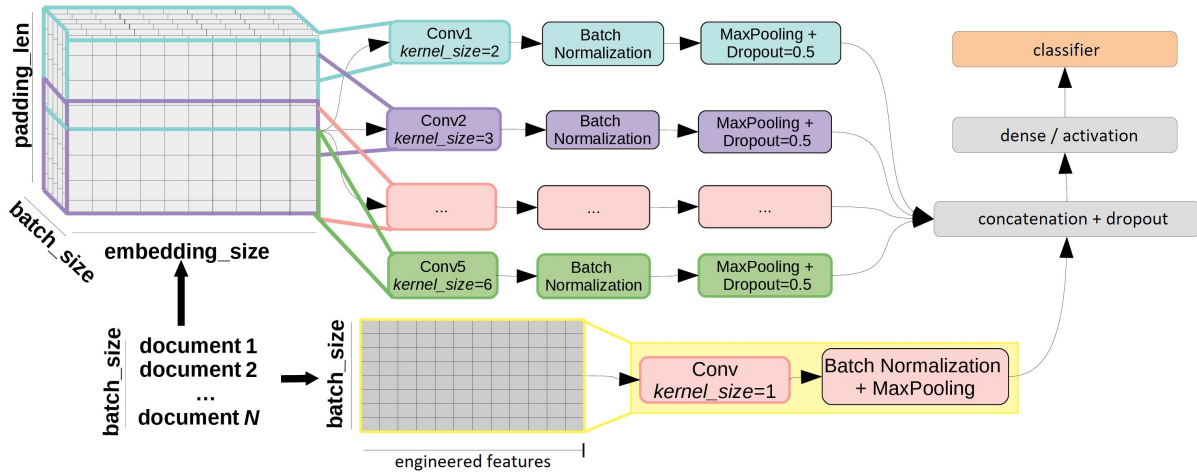 padding_len
batch_size
embedding_size
Conv1
kernel_size=2
Batch
Normalization
MaxPooling +
Dropout=0.5
Conv2
kernel_size=3
Batch
Normalization
MaxPooling +
Dropout=0.5
...
...
...
Conv5
kernel_size=6
Batch
Normalization
MaxPooling +
Dropout=0.5
classifier
dense / activation
concatenation + dropout
batch_size
document 1
document 2
...
document N
batch_size
engineered features
Conv
kernel_size=1
Batch Normalization
+ MaxPooling